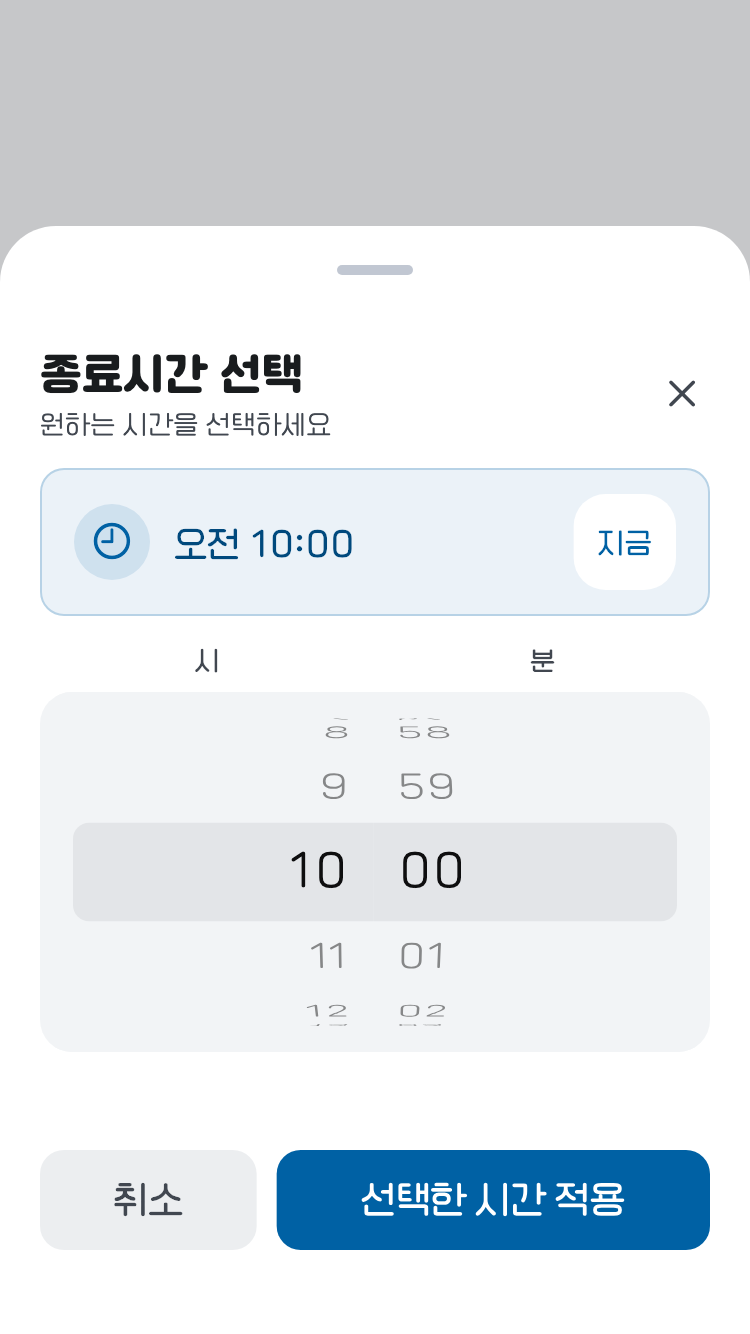 종료시간 선택
원하는 시간을 선택하세요
오전 10:00
지금
시 분
8 58
9 59
10 00
11 01
12 02
취소
선택한 시간 적용